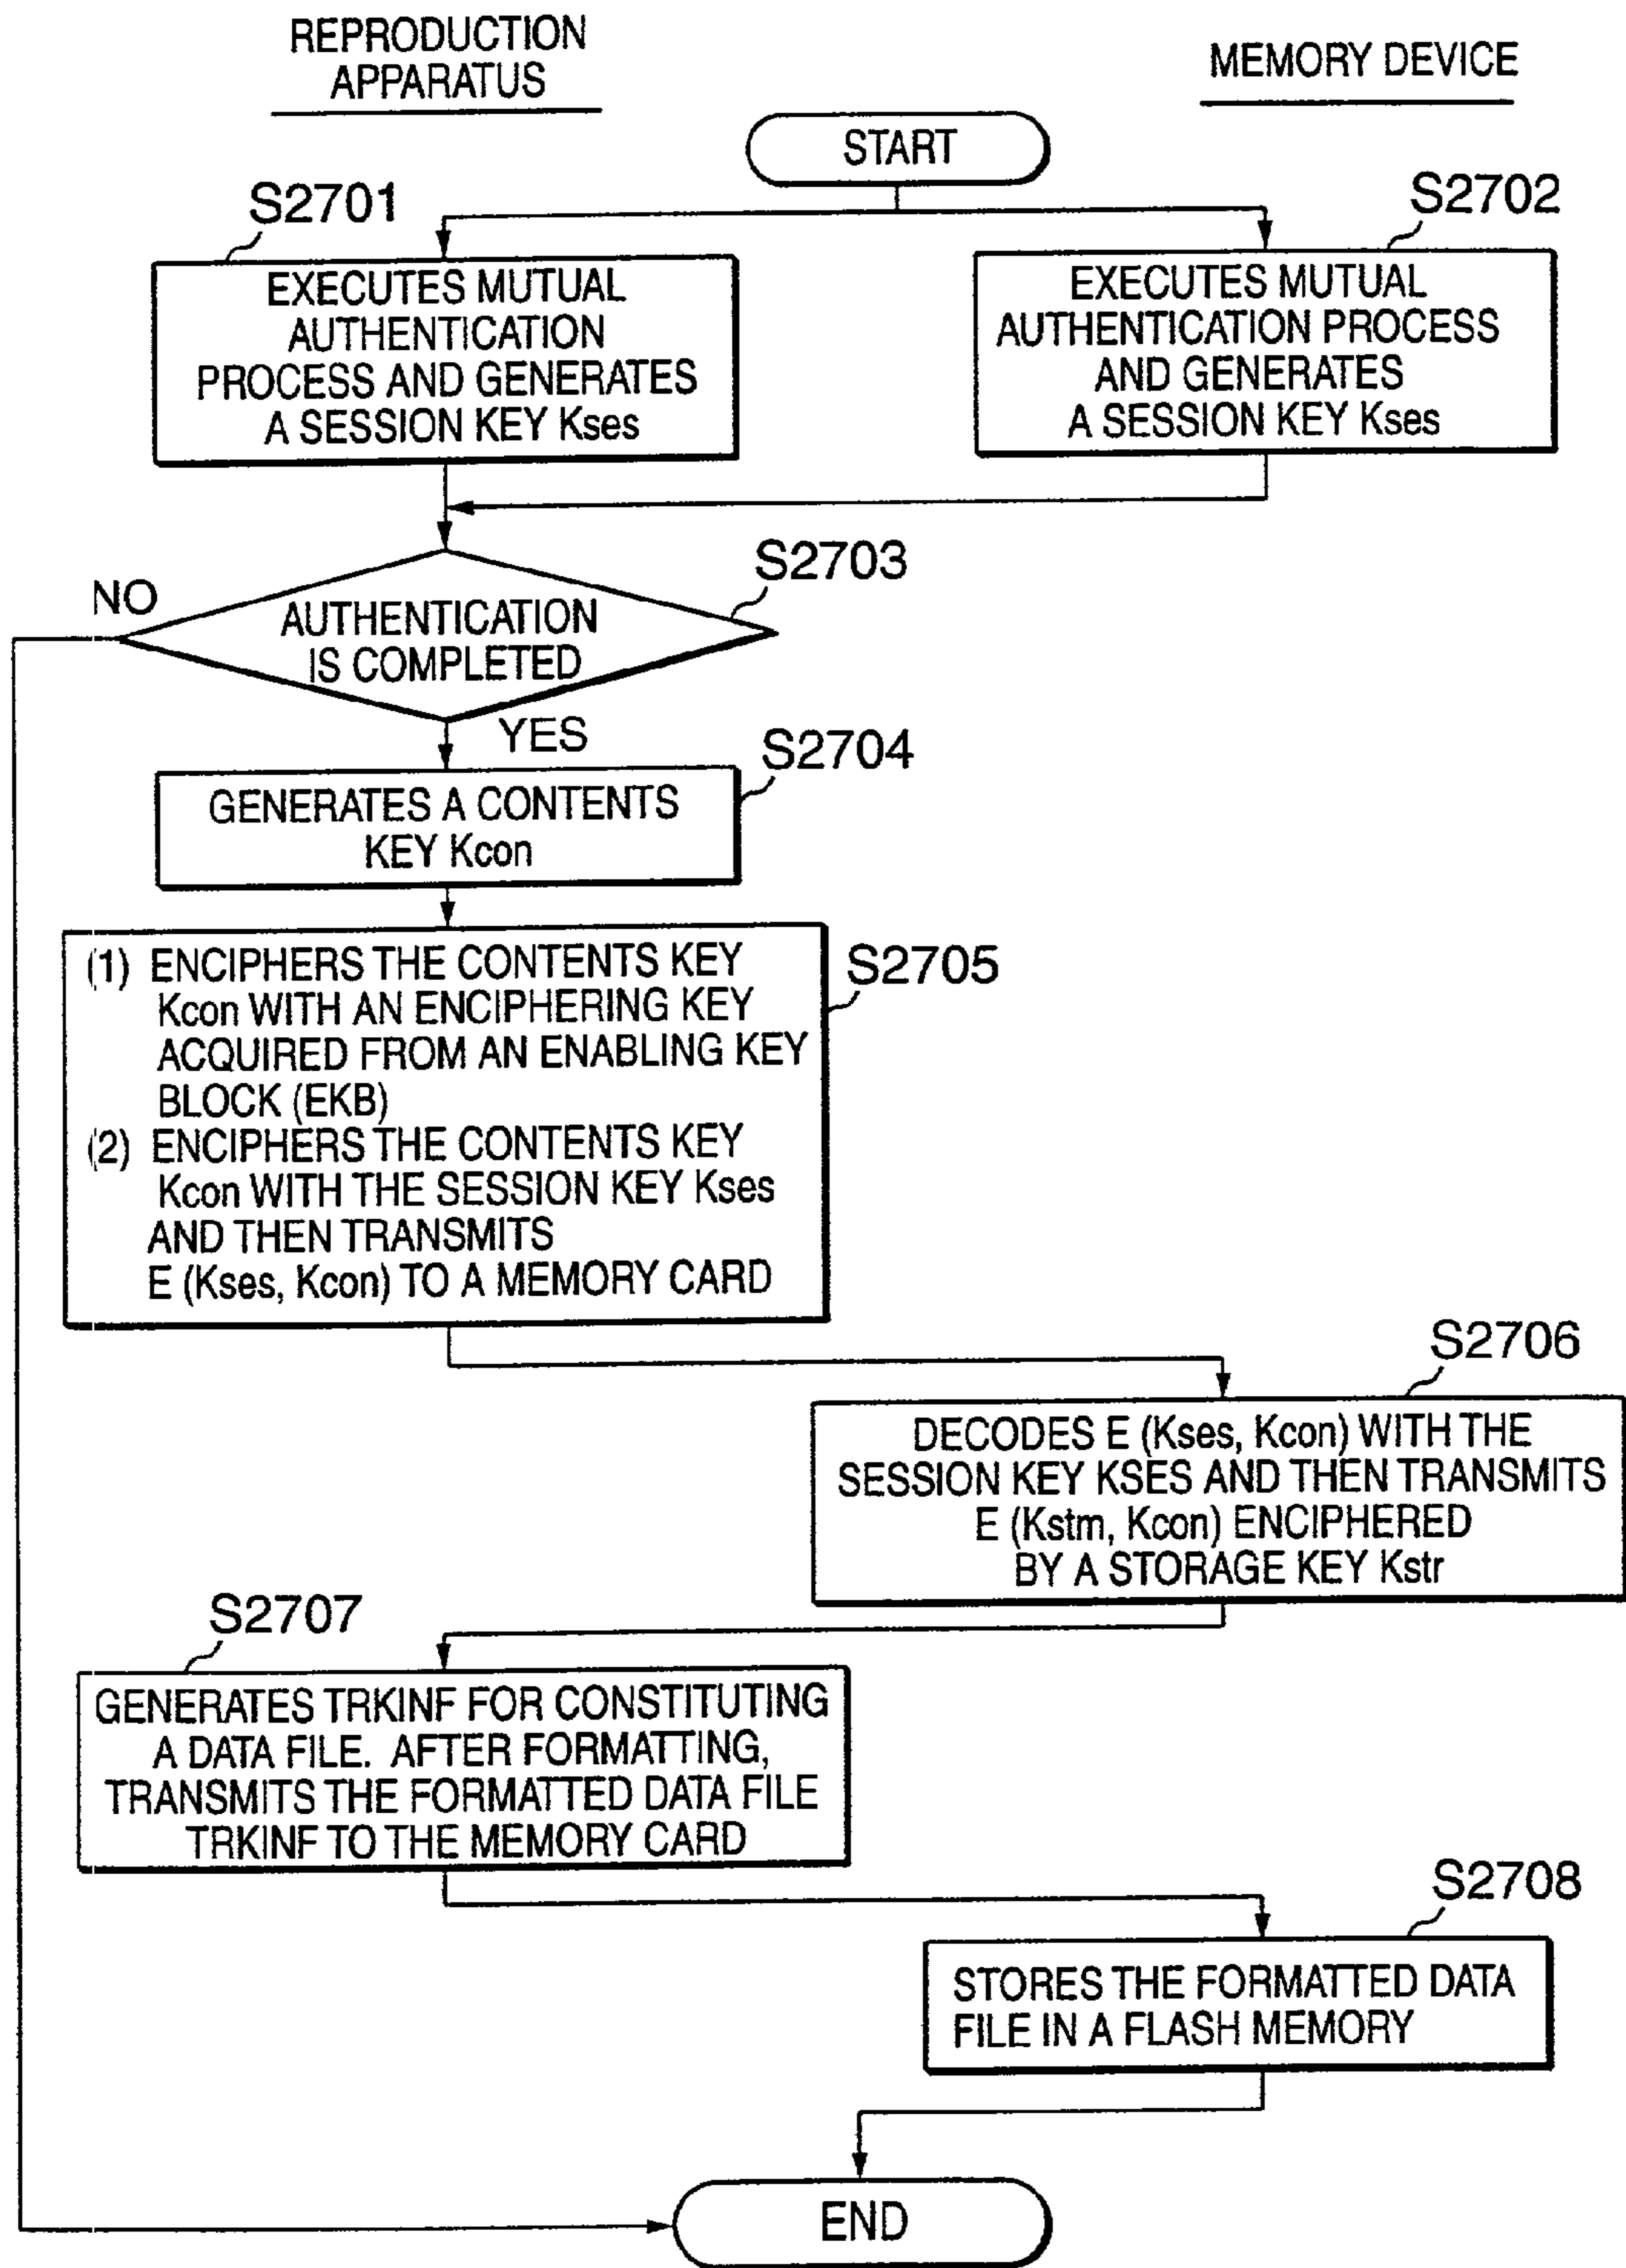 REPRODUCTION
APPARATUS
MEMORY DEVICE
START
S2701
S2702
EXECUTES MUTUAL
AUTHENTICATION
PROCESS AND GENERATES
A SESSION KEY Kses
EXECUTES MUTUAL
AUTHENTICATION PROCESS
AND GENERATES
A SESSION KEY Kses
S2703
NO
AUTHENTICATION
IS COMPLETED
YES
S2704
GENERATES A CONTENTS
KEY Kcon
S2705
(1) ENCIPHERS THE CONTENTS KEY
Kcon WITH AN ENCIPHERING KEY
ACQUIRED FROM AN ENABLING KEY
BLOCK (EKB)
(2) ENCIPHERS THE CONTENTS KEY
Kcon WITH THE SESSION KEY Kses
AND THEN TRANSMITS
E (Kses, Kcon) TO A MEMORY CARD
S2706
DECODES E (Kses, Kcon) WITH THE
SESSION KEY KSES AND THEN TRANSMITS
E (Kstm, Kcon) ENCIPHERED
BY A STORAGE KEY Kstr
S2707
GENERATES TRKINF FOR CONSTITUTING
A DATA FILE. AFTER FORMATTING,
TRANSMITS THE FORMATTED DATA FILE
TRKINF TO THE MEMORY CARD
S2708
STORES THE FORMATTED DATA
FILE IN A FLASH MEMORY
END